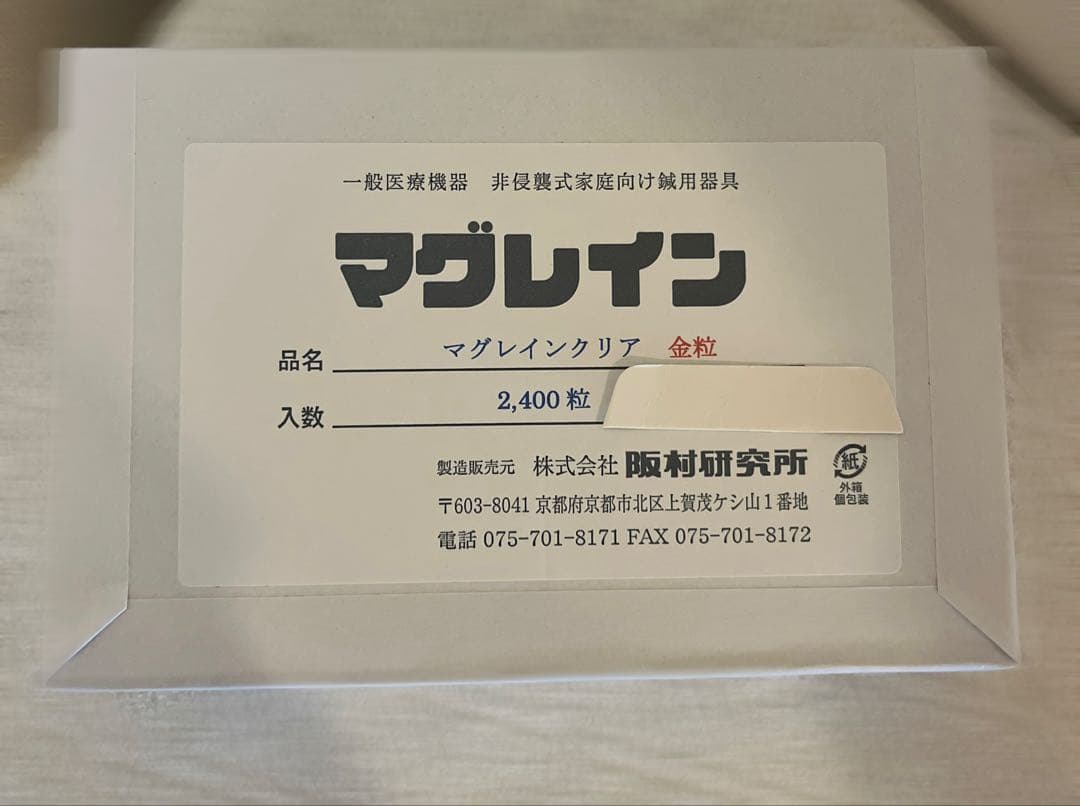 一般医療機器 非侵襲式家庭向け鍼用器具
マグレイン
品名 マグレインクリア 金粒
入数 2,400 粒
製造販売元 株式会社 阪村研究所
〒603-8041 京都府京都市北区上賀茂ケシ山1番地
電話 075-701-8171 FAX 075-701-8172
紙
外箱
個包装